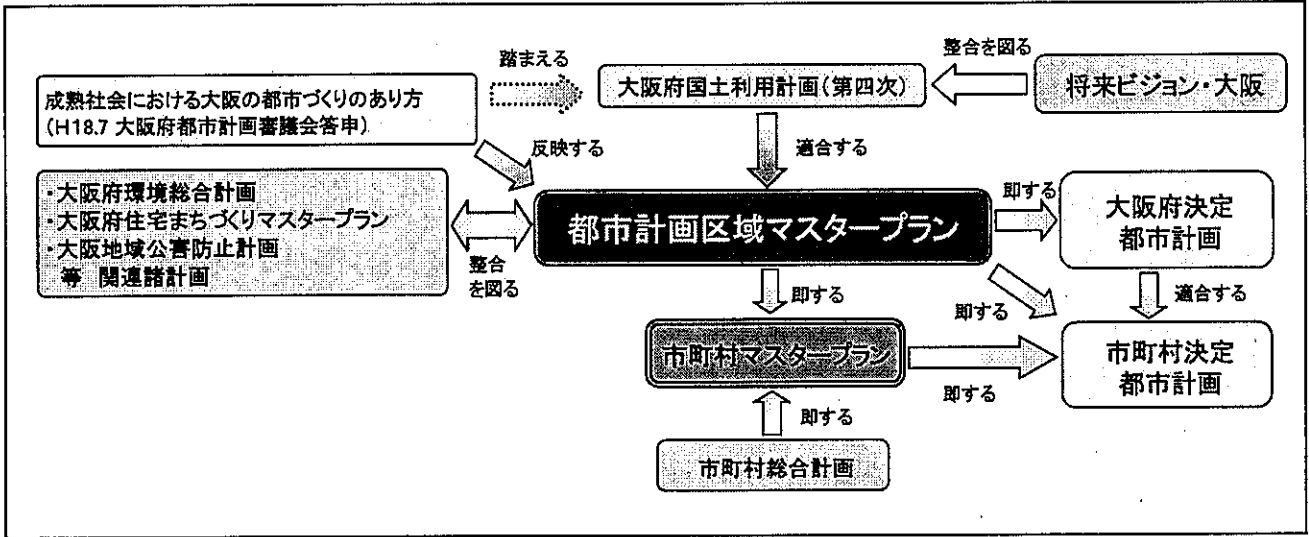 踏まえる
整合を図る
成熟社会における大阪の都市づくりのあり方
(H18.7 大阪府都市計画審議会答申)
大阪府国土利用計画(第四次)
将来ビジョン・大阪
反映する
適合する
・大阪府環境総合計画
・大阪府住宅まちづくりマスタープラン
・大阪地域公害防止計画
等 関連諸計画
整合
を図る
都市計画区域マスタープラン
即する
大阪府決定
都市計画
即する
即する
適合する
市町村マスタープラン
即する
市町村決定
都市計画
即する
市町村総合計画